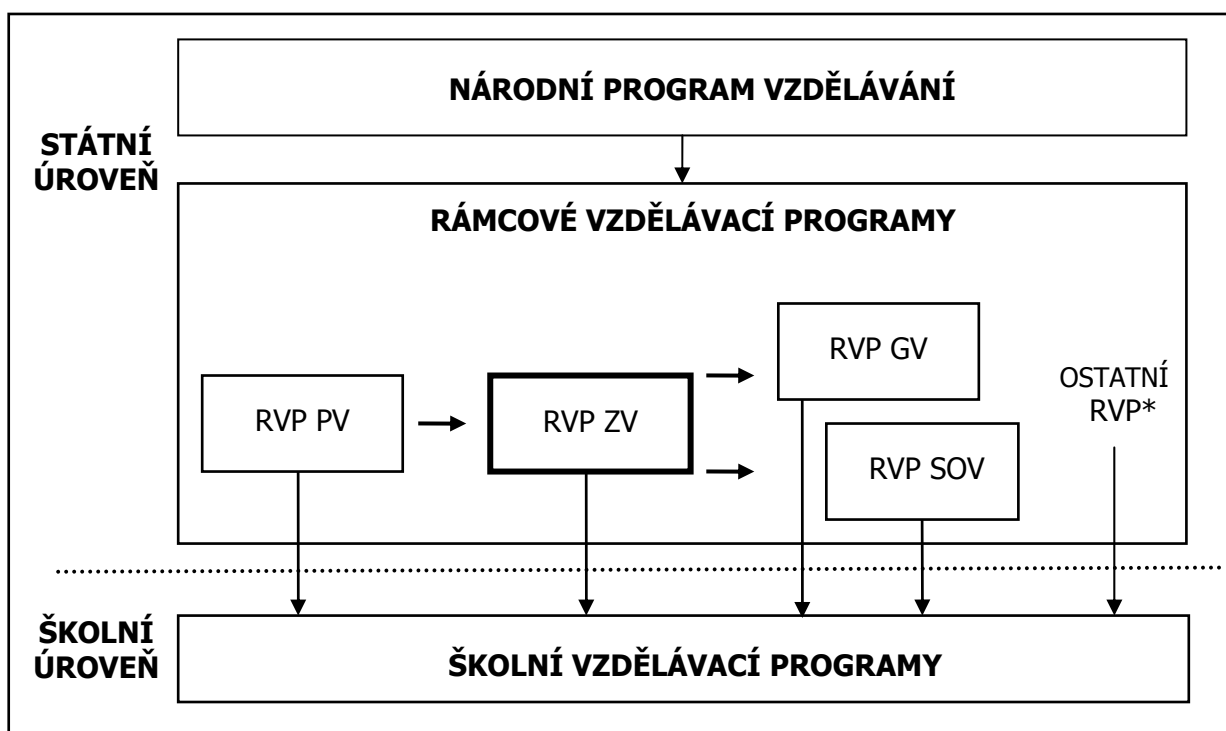 NÁRODNÍ PROGRAM VZDĚLÁVÁNÍ
STÁTNÍ
ÚROVEŇ
RÁMCOVÉ VZDĚLÁVACÍ PROGRAMY
RVP PV
RVP ZV
RVP GV
RVP SOV
OSTATNÍ
RVP*
ŠKOLNÍ
ÚROVEŇ
ŠKOLNÍ VZDĚLÁVACÍ PROGRAMY